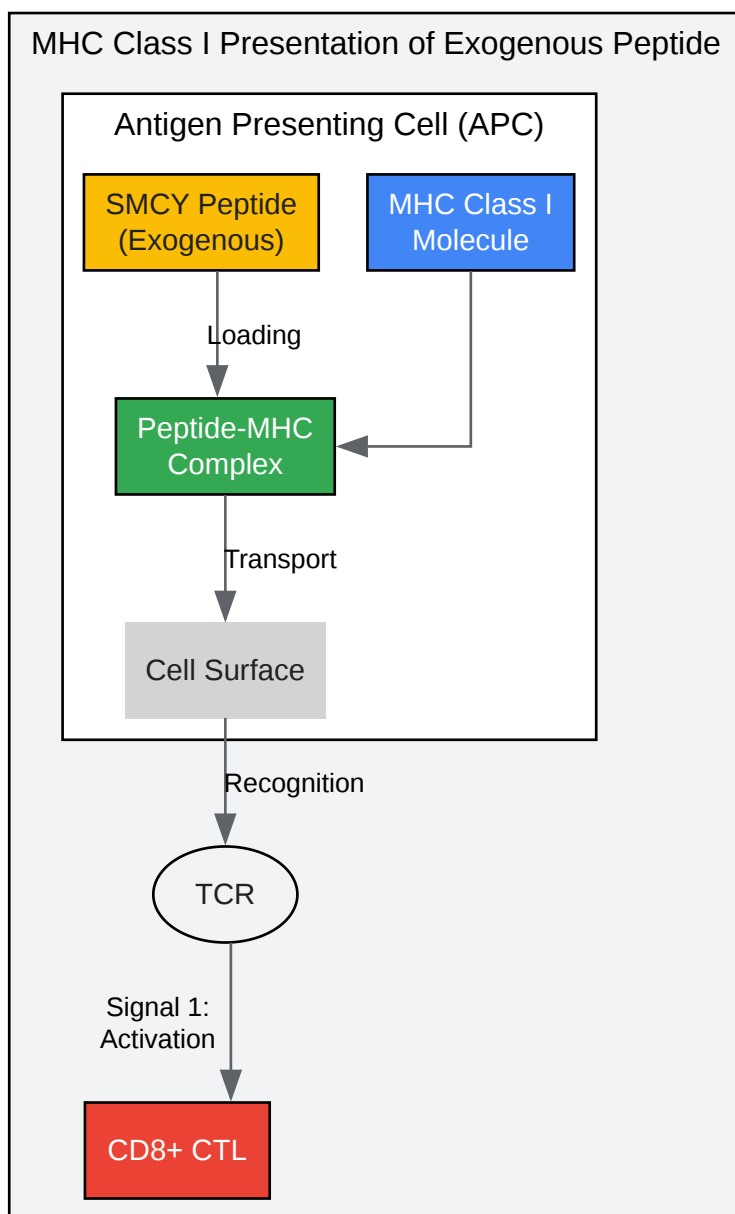 MHC Class I Presentation of Exogenous Peptide
Antigen Presenting Cell (APC)
SMCY Peptide
(Exogenous)
MHC Class I
Molecule
Loading
Peptide-MHC
Complex
Transport
Cell Surface
Recognition
TCR
Signal 1:
Activation
CD8+ CTL